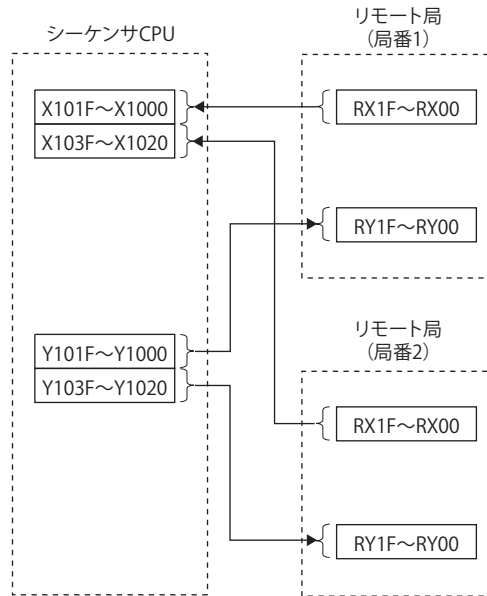 シーケンサCPU
X101F～X1000
X103F～X1020
Y101F～Y1000
Y103F～Y1020
リモート局
（局番1）
RX1F～RX00
RY1F～RY00
リモート局
（局番2）
RX1F～RX00
RY1F～RY00